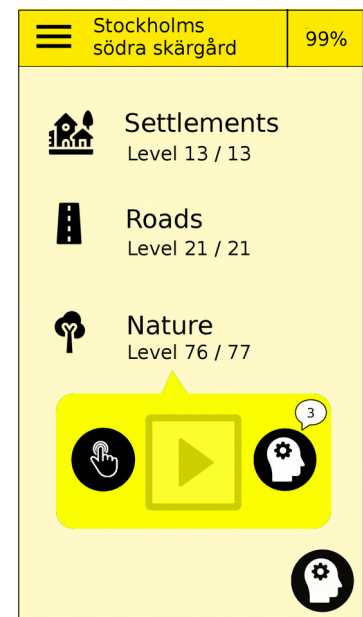 Stockholms
södra skärgård
99%
Settlements
Level 13 / 13
Roads
Level 21 / 21
Nature
Level 76 / 77
3